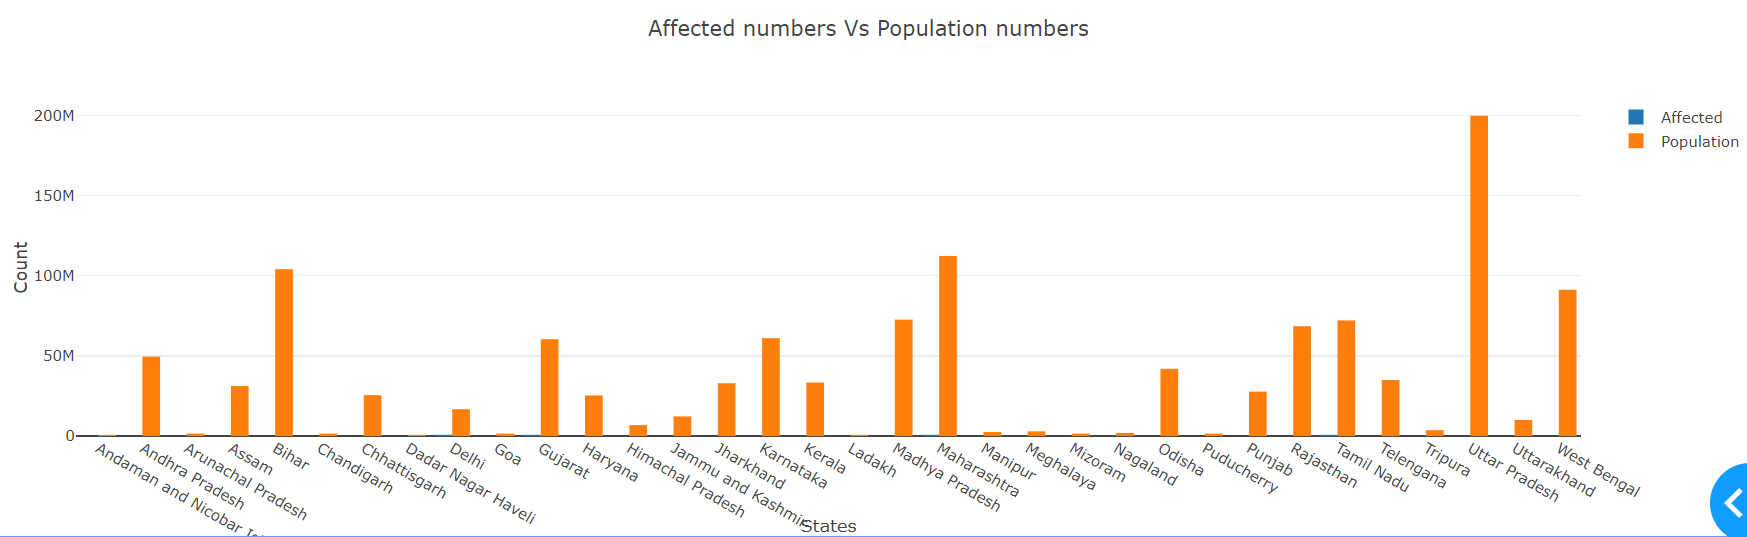 Affected numbers Vs Population numbers
Affected
Population
200M
150M
100M
50M
0
Count
Andaman and Nicobar
Andhra Pradesh
Arunachal Pradesh
Assam
Bihar
Chandigarh
Chhattisgarh
Dadar Nagar Haveli
Delhi
Goa
Gujarat
Haryana
Himachal Pradesh
Jammu and Kashmir
Jharkhand
Karnataka
Kerala
Ladakh
Madhya Pradesh
Maharashtra
Manipur
Meghalaya
Mizoram
Nagaland
Odisha
Puducherry
Punjab
Rajasthan
Tamil Nadu
Telengana
Tripura
Uttar Pradesh
Uttarakhand
West Bengal
States